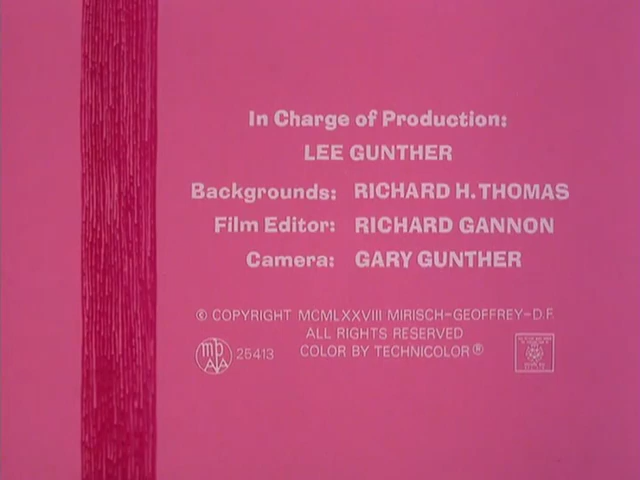 In Charge of Production:
LEE GUNTHER
Backgrounds: RICHARD H. THOMAS
Film Editor: RICHARD GANNON
Camera: GARY GUNTHER
© COPYRIGHT MCMLXXVIII MIRISCH-GEOFFREY-D.F.
ALL RIGHTS RESERVED
COLOR BY TECHNICOLOR®
mpAA 25413